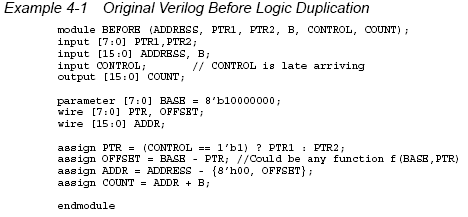 Example 4-1 Original Verilog Before Logic Duplication
module BEFORE (ADDRESS, PTR1, PTR2, B, CONTROL, COUNT);
input [7:0] PTR1,PTR2;
input [15:0] ADDRESS, B;
input CONTROL; // CONTROL is late arriving
output [15:0] COUNT;
parameter [7:0] BASE = 8'b10000000;
wire [7:0] PTR, OFFSET;
wire [15:0] ADDR;
assign PTR = (CONTROL == 1'b1) ? PTR1 : PTR2;
assign OFFSET = BASE - PTR; //Could be any function f(BASE,PTR)
assign ADDR = ADDRESS - {8'h00, OFFSET};
assign COUNT = ADDR + B;
endmodule